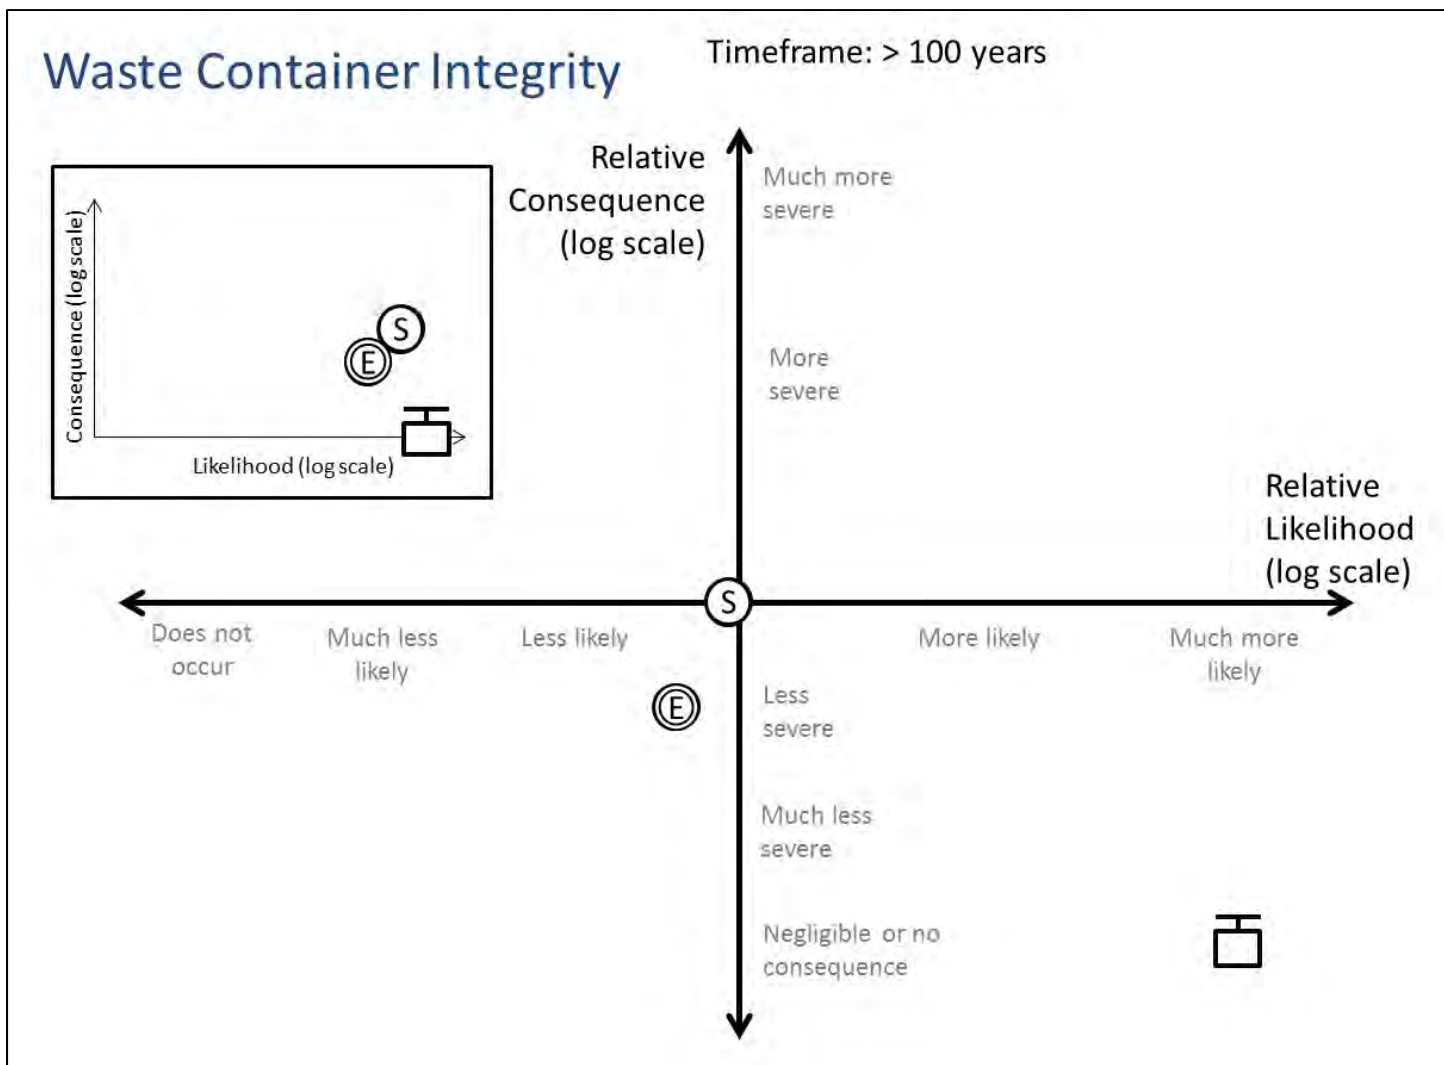 Waste Container Integrity
Timeframe: > 100 years
Consequence (log scale)
S
E
Likelihood (log scale)
Relative
Consequence
(log scale)
Much more
severe
More
severe
Relative
Likelihood
(log scale)
S
Does not
occur
Much less
likely
Less likely
More likely
Much more
likely
E
Less
severe
Much less
severe
Negligible or no
consequence